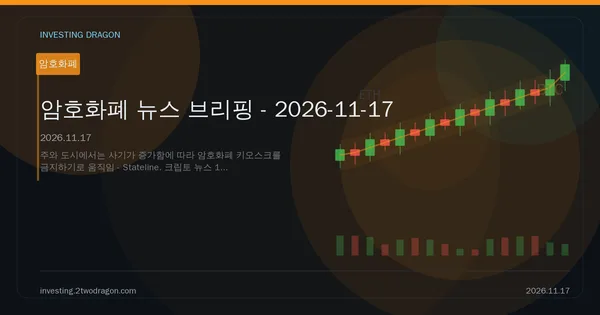 INVESTING DRAGON
암호화폐
암호화폐 뉴스 브리핑 - 2026-11-17
2026.11.17
주와 도시에서는 사기가 증가함에 따라 암호화폐 키오스크를
금지하기로 움직임 - Stateline. 크립토 뉴스 1...
ETH
investing.2twodragon.com
2026.11.17